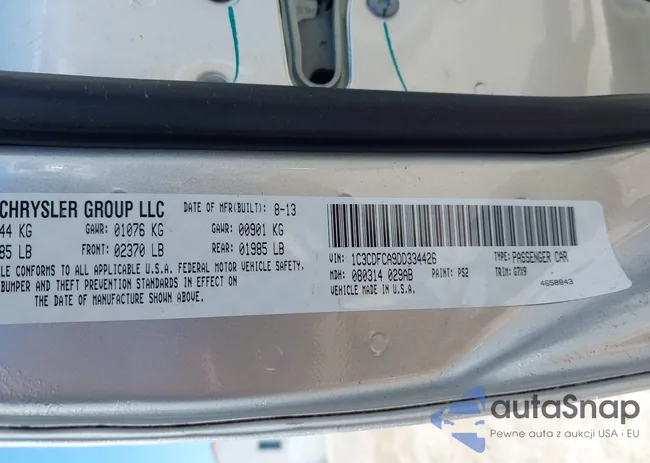 CHRYSLER GROUP LLC DATE OF MFR(BUILT): 8-13
44 KG GAWR: 01076 KG GAWR: 00901 KG
85 LB FRONT: 02370 LB REAR: 01985 LB
LE CONFORMS TO ALL APPLICABLE U.S.A. FEDERAL MOTOR VEHICLE SAFETY,
BUMPER AND THEFT PREVENTION STANDARDS IN EFFECT ON
THE DATE OF MANUFACTURE SHOWN ABOVE.
VIN: 1C3CDFCA9DD334426 TYPE: PASSENGER CAR
MDH: 080314 029AB PAINT: PS2 TRIM: G7X9
VEHICLE MADE IN U.S.A. 4658843
autaSnap
Pewne auta z aukcji USA i EU